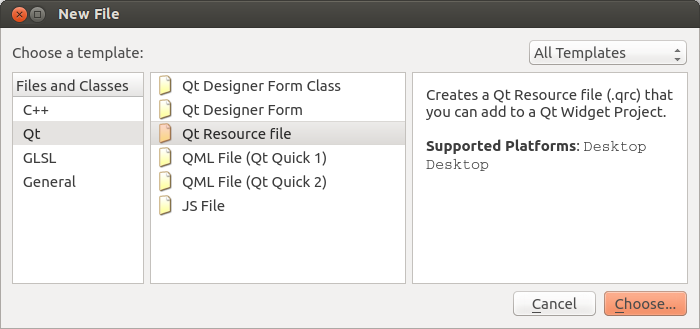 New File
Choose a template:
All Templates
Files and Classes
C++
Qt
GLSL
General
Qt Designer Form Class
Qt Designer Form
Qt Resource file
QML File (Qt Quick 1)
QML File (Qt Quick 2)
JS File
Creates a Qt Resource file (.qrc) that
you can add to a Qt Widget Project.
Supported Platforms: Desktop
Desktop
Cancel
Choose...